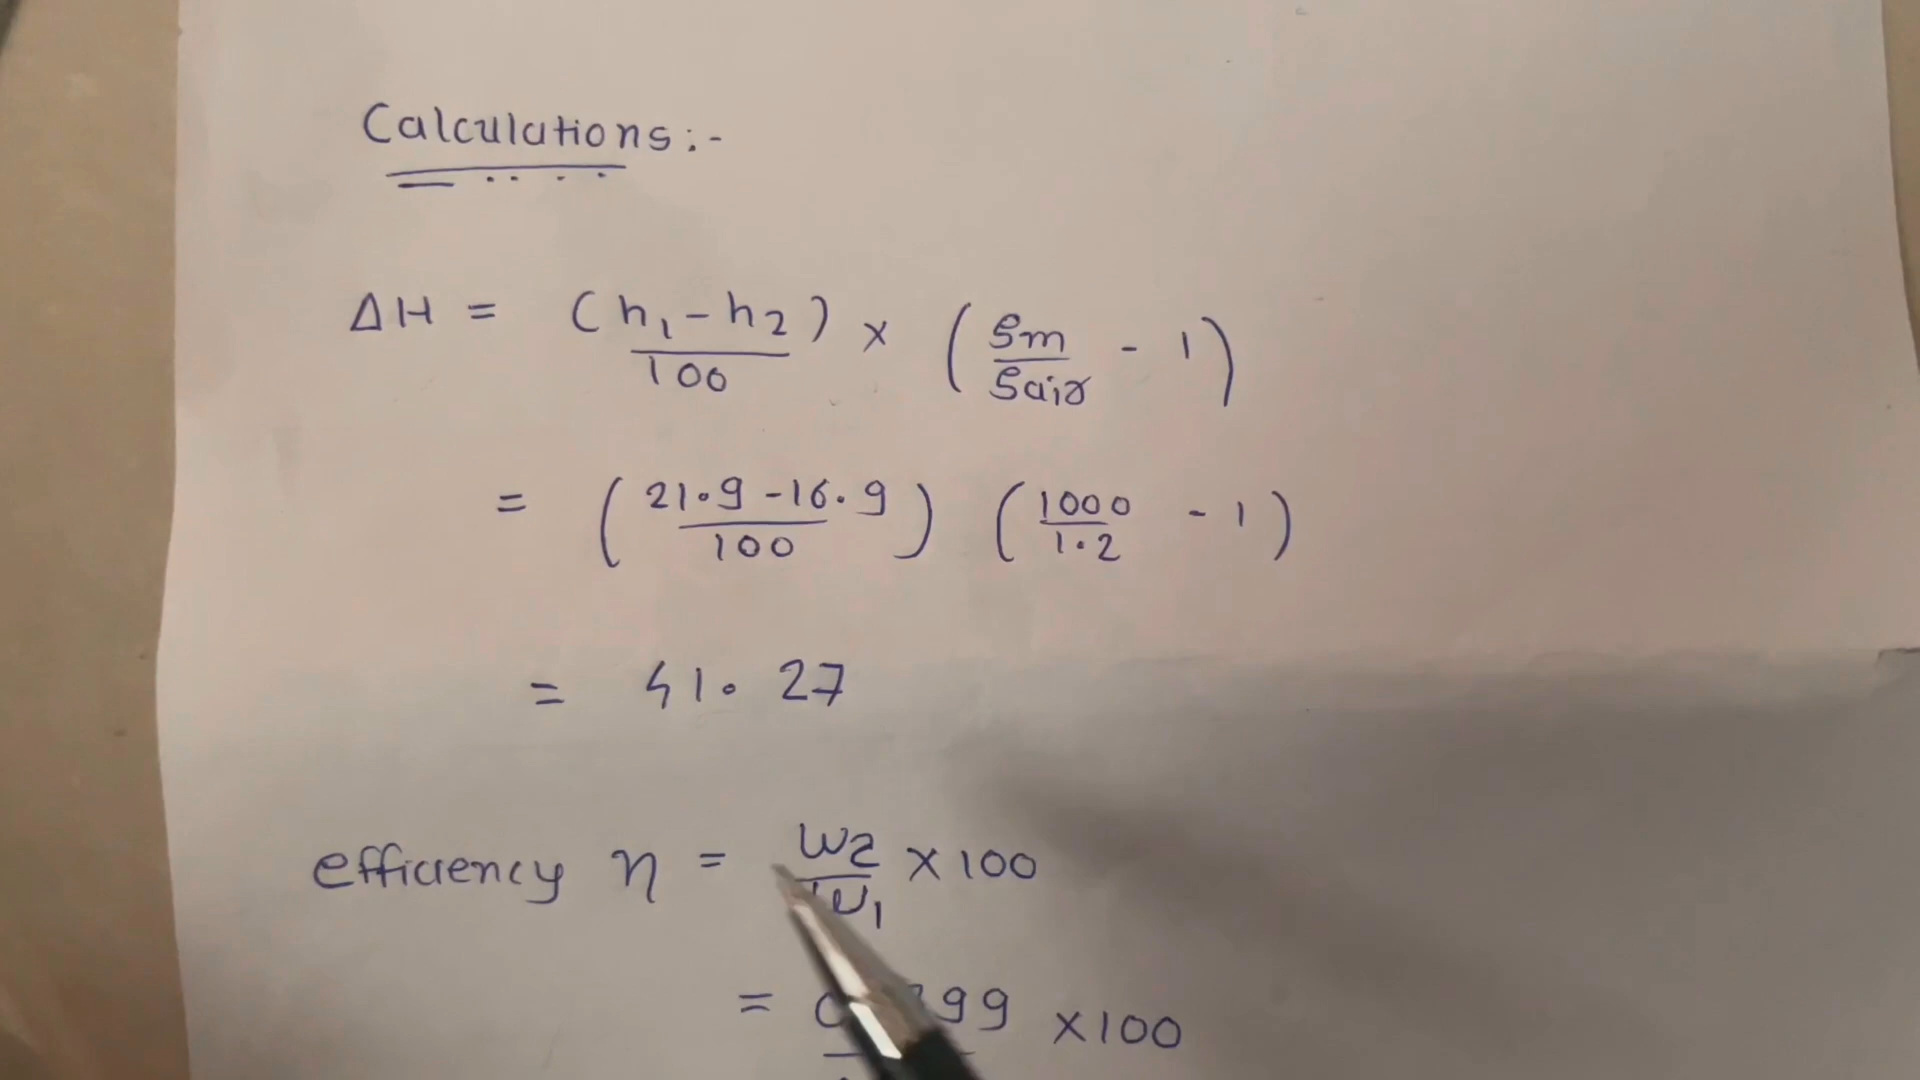 Calculations:-
ΔH = (h₁-h₂)/100 × (ρm/ρair - 1)
= (21.9-16.9/100) (1000/1.2 - 1)
= 41.27
efficiency η = W2/W1 × 100
= 99 × 100